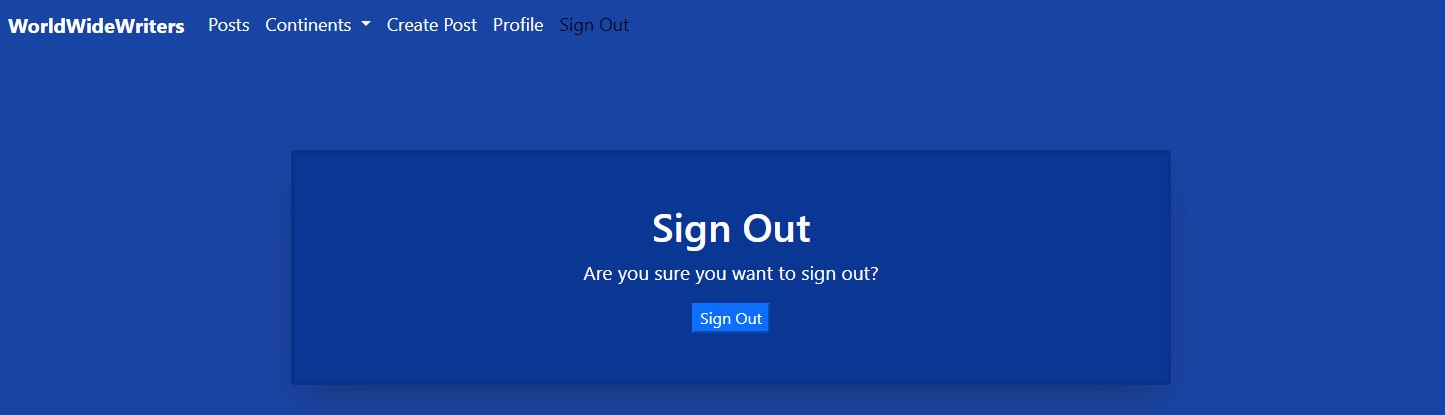 WorldWideWriters Posts Continents Create Post Profile Sign Out
Sign Out
Are you sure you want to sign out?
Sign Out